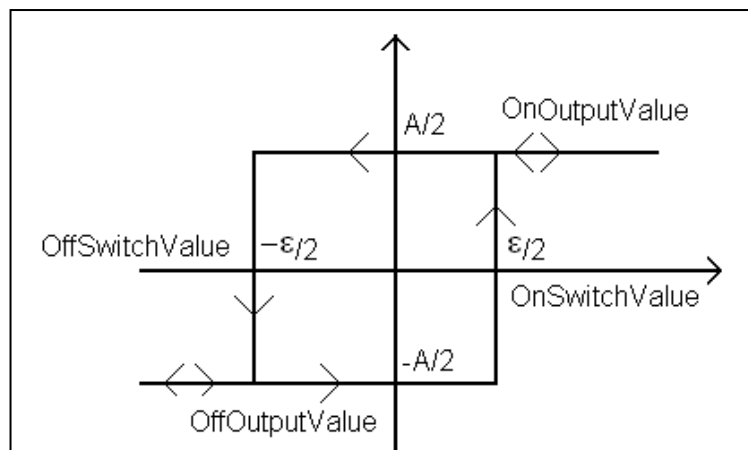 OnOutputValue
A/2
OffSwitchValue
−ε/2
ε/2
OnSwitchValue
-A/2
OffOutputValue